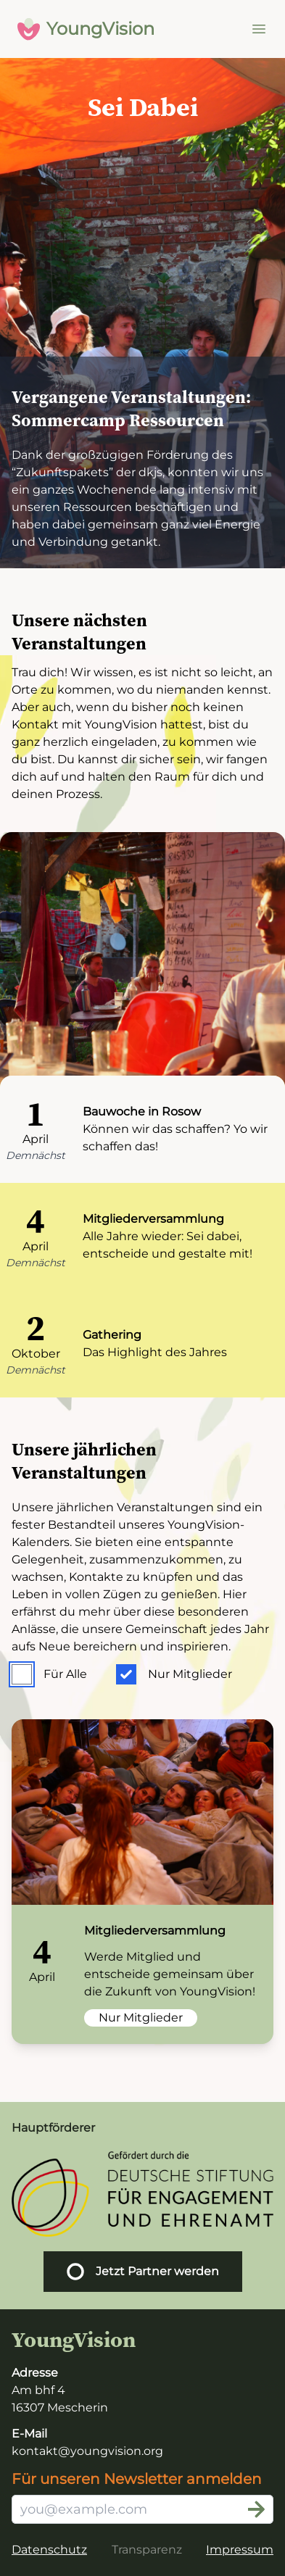 YoungVision
Sei Dabei
Vergangene Veranstaltungen:
Sommercamp Ressourcen
Dank der großzügigen Förderung des
“Zukunftspakets” der dkjs, konnten wir uns
ein ganzes Wochenende lang intensiv mit
unseren Ressourcen beschäftigen und
haben dabei gemeinsam ganz viel Energie
und Verbindung getankt.
Unsere nächsten
Veranstaltungen
Trau dich! Wir wissen, es ist nicht so leicht, an
Orte zu kommen, wo du niemanden kennst.
Aber auch, wenn du bisher noch keinen
Kontakt mit YoungVision hattest, bist du
ganz herzlich eingeladen, zu kommen wie
du bist. Du kannst dir sicher sein, wir fangen
dich auf und halten den Raum für dich und
deinen Prozess.
1
April
Demnächst
Bauwoche in Rosow
Können wir das schaffen? Yo wir
schaffen das!
4
April
Demnächst
Mitgliederversammlung
Alle Jahre wieder: Sei dabei,
entscheide und gestalte mit!
2
Oktober
Demnächst
Gathering
Das Highlight des Jahres
Unsere jährlichen
Veranstaltungen
Unsere jährlichen Veranstaltungen sind ein
fester Bestandteil unseres YoungVision-
Kalenders. Sie bieten eine entspannte
Gelegenheit, zusammenzukommen, zu
wachsen, Kontakte zu knüpfen und das
Leben in vollen Zügen zu genießen. Hier
erfährst du mehr über diese besonderen
Anlässe, die unsere Gemeinschaft jedes Jahr
aufs Neue bereichern und inspirieren.
Für Alle
Nur Mitglieder
4
April
Mitgliederversammlung
Werde Mitglied und
entscheide gemeinsam über
die Zukunft von YoungVision!
Nur Mitglieder
Hauptförderer
Gefördert durch die
DEUTSCHE STIFTUNG
FÜR ENGAGEMENT
UND EHRENAMT
Jetzt Partner werden
YoungVision
Adresse
Am bhf 4
16307 Mescherin
E-Mail
kontakt@youngvision.org
Für unseren Newsletter anmelden
you@example.com
Datenschutz Transparenz Impressum